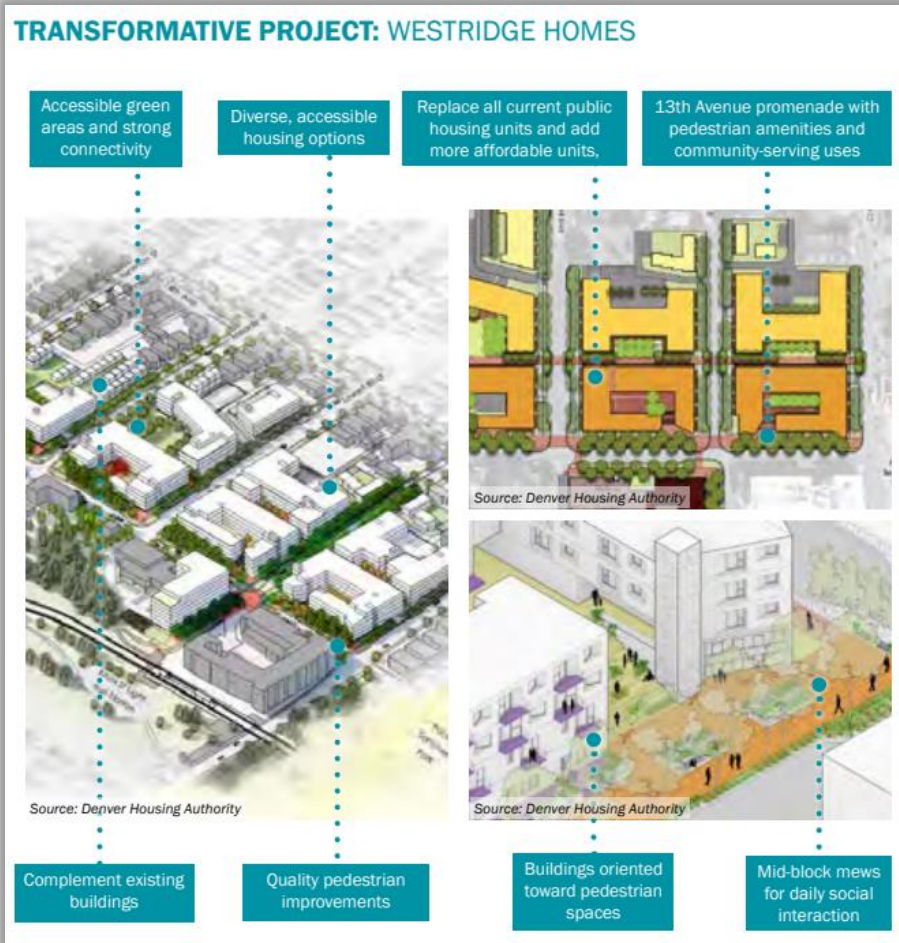 TRANSFORMATIVE PROJECT: WESTRIDGE HOMES
Accessible green
areas and strong
connectivity
Diverse, accessible
housing options
Replace all current public
housing units and add
more affordable units,
13th Avenue promenade with
pedestrian amenities and
community-serving uses
Source: Denver Housing Authority
Source: Denver Housing Authority
Source: Denver Housing Authority
Complement existing
buildings
Quality pedestrian
improvements
Buildings oriented
toward pedestrian
spaces
Mid-block mews
for daily social
interaction